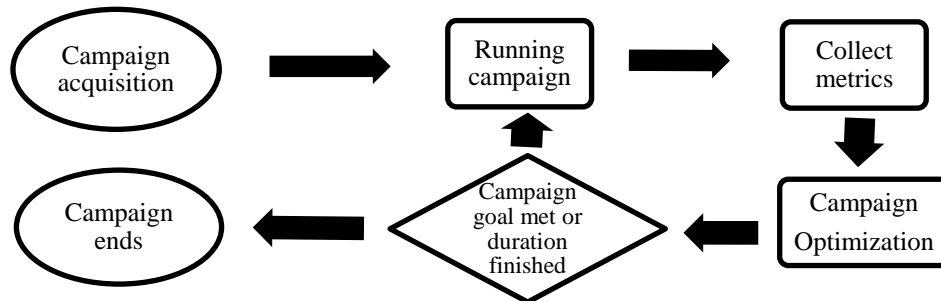 Campaign
acquisition
Running
campaign
Collect
metrics
Campaign
ends
Campaign
goal met or
duration
finished
Campaign
Optimization